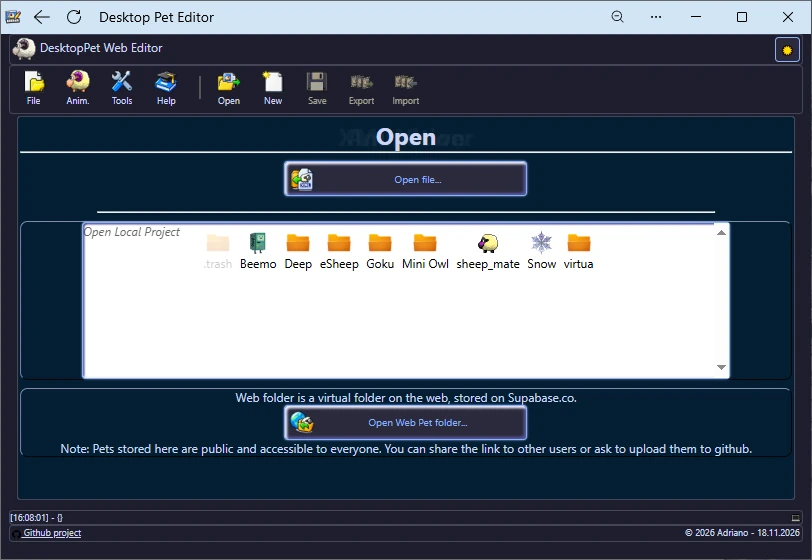 Desktop Pet Editor
DesktopPet Web Editor
File Anim. Tools Help Open New Save Export Import
Open
Open file...
Open Local Project
.trash Beemo Deep eSheep Goku Mini Owl sheep_mate Snow virtua
Web folder is a virtual folder on the web, stored on Supabase.co.
Open Web Pet folder...
Note: Pets stored here are public and accessible to everyone. You can share the link to other users or ask to upload them to github.
[16:08:01] - {}
Github project
© 2026 Adriano - 18.11.2026